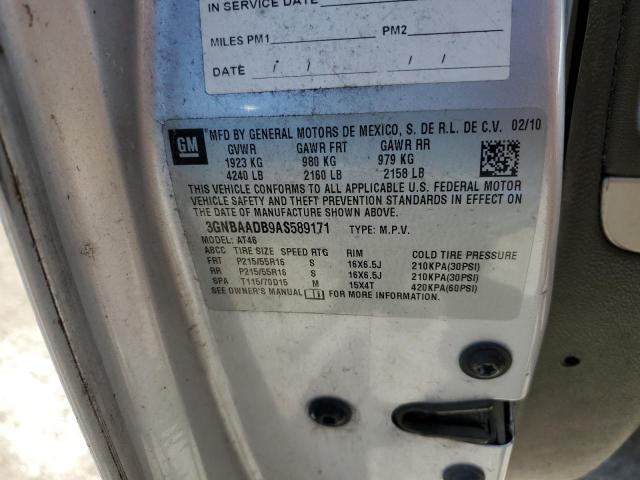 IN SERVICE DATE
MILES PM1 PM2
DATE / / / /
GM MFD BY GENERAL MOTORS DE MEXICO, S. DE R.L. DE C.V. 02/10
GVWR GAWR FRT GAWR RR
1923 KG 980 KG 979 KG
4240 LB 2160 LB 2158 LB
THIS VEHICLE CONFORMS TO ALL APPLICABLE U.S. FEDERAL MOTOR
VEHICLE SAFETY AND THEFT PREVENTION STANDARDS IN EFFECT ON
THE DATE OF MANUFACTURE SHOWN ABOVE.
3GNBAADB9AS589171 TYPE: M.P.V.
MODEL: AT46
ABCC TIRE SIZE SPEED RTG RIM COLD TIRE PRESSURE
FRT P215/55R16 S 16X6.5J 210KPA(30PSI)
RR P215/55R16 S 16X6.5J 210KPA(30PSI)
SPA T115/70D15 M 15X4T 420KPA(60PSI)
SEE OWNER'S MANUAL FOR MORE INFORMATION.